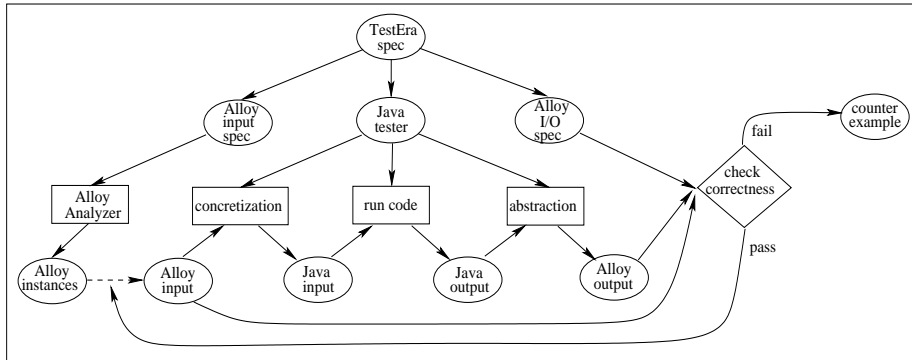 TestEra
spec
Alloy
input
spec
Java
tester
Alloy
I/O
spec
counter
example
fail
check
correctness
Alloy
Analyzer
concretization
run code
abstraction
pass
Alloy
instances
Alloy
input
Java
input
Java
output
Alloy
output